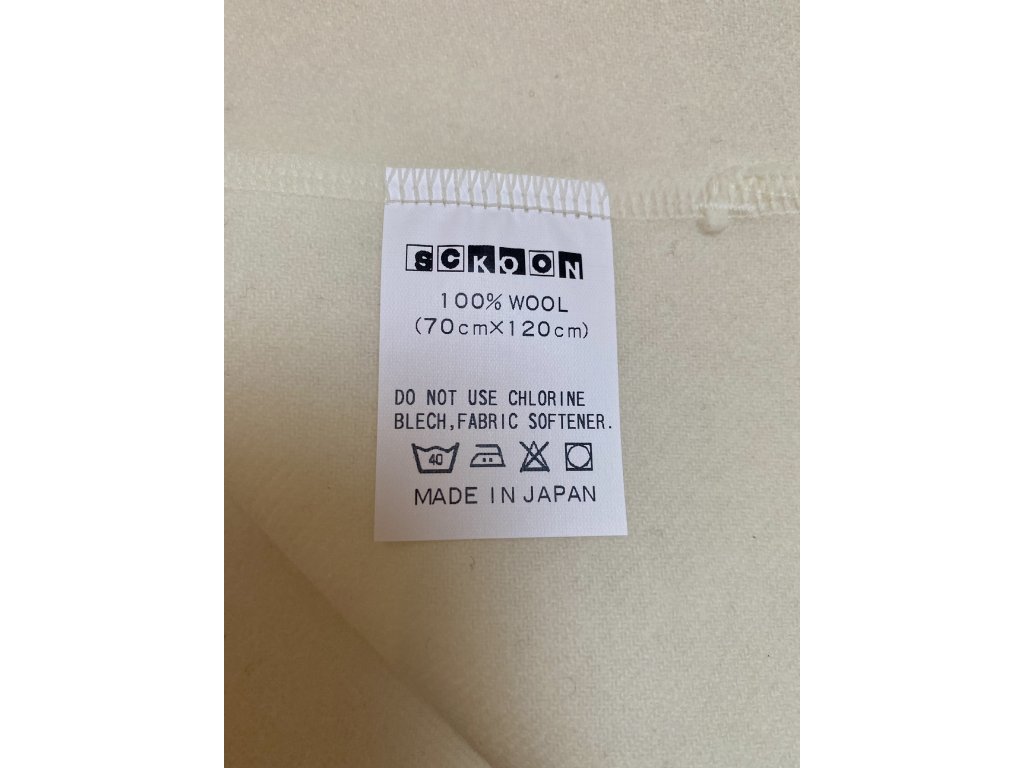 SCKOON
100% WOOL
(70cm×120cm)
DO NOT USE CHLORINE
BLECH,FABRIC SOFTENER.
40
MADE IN JAPAN